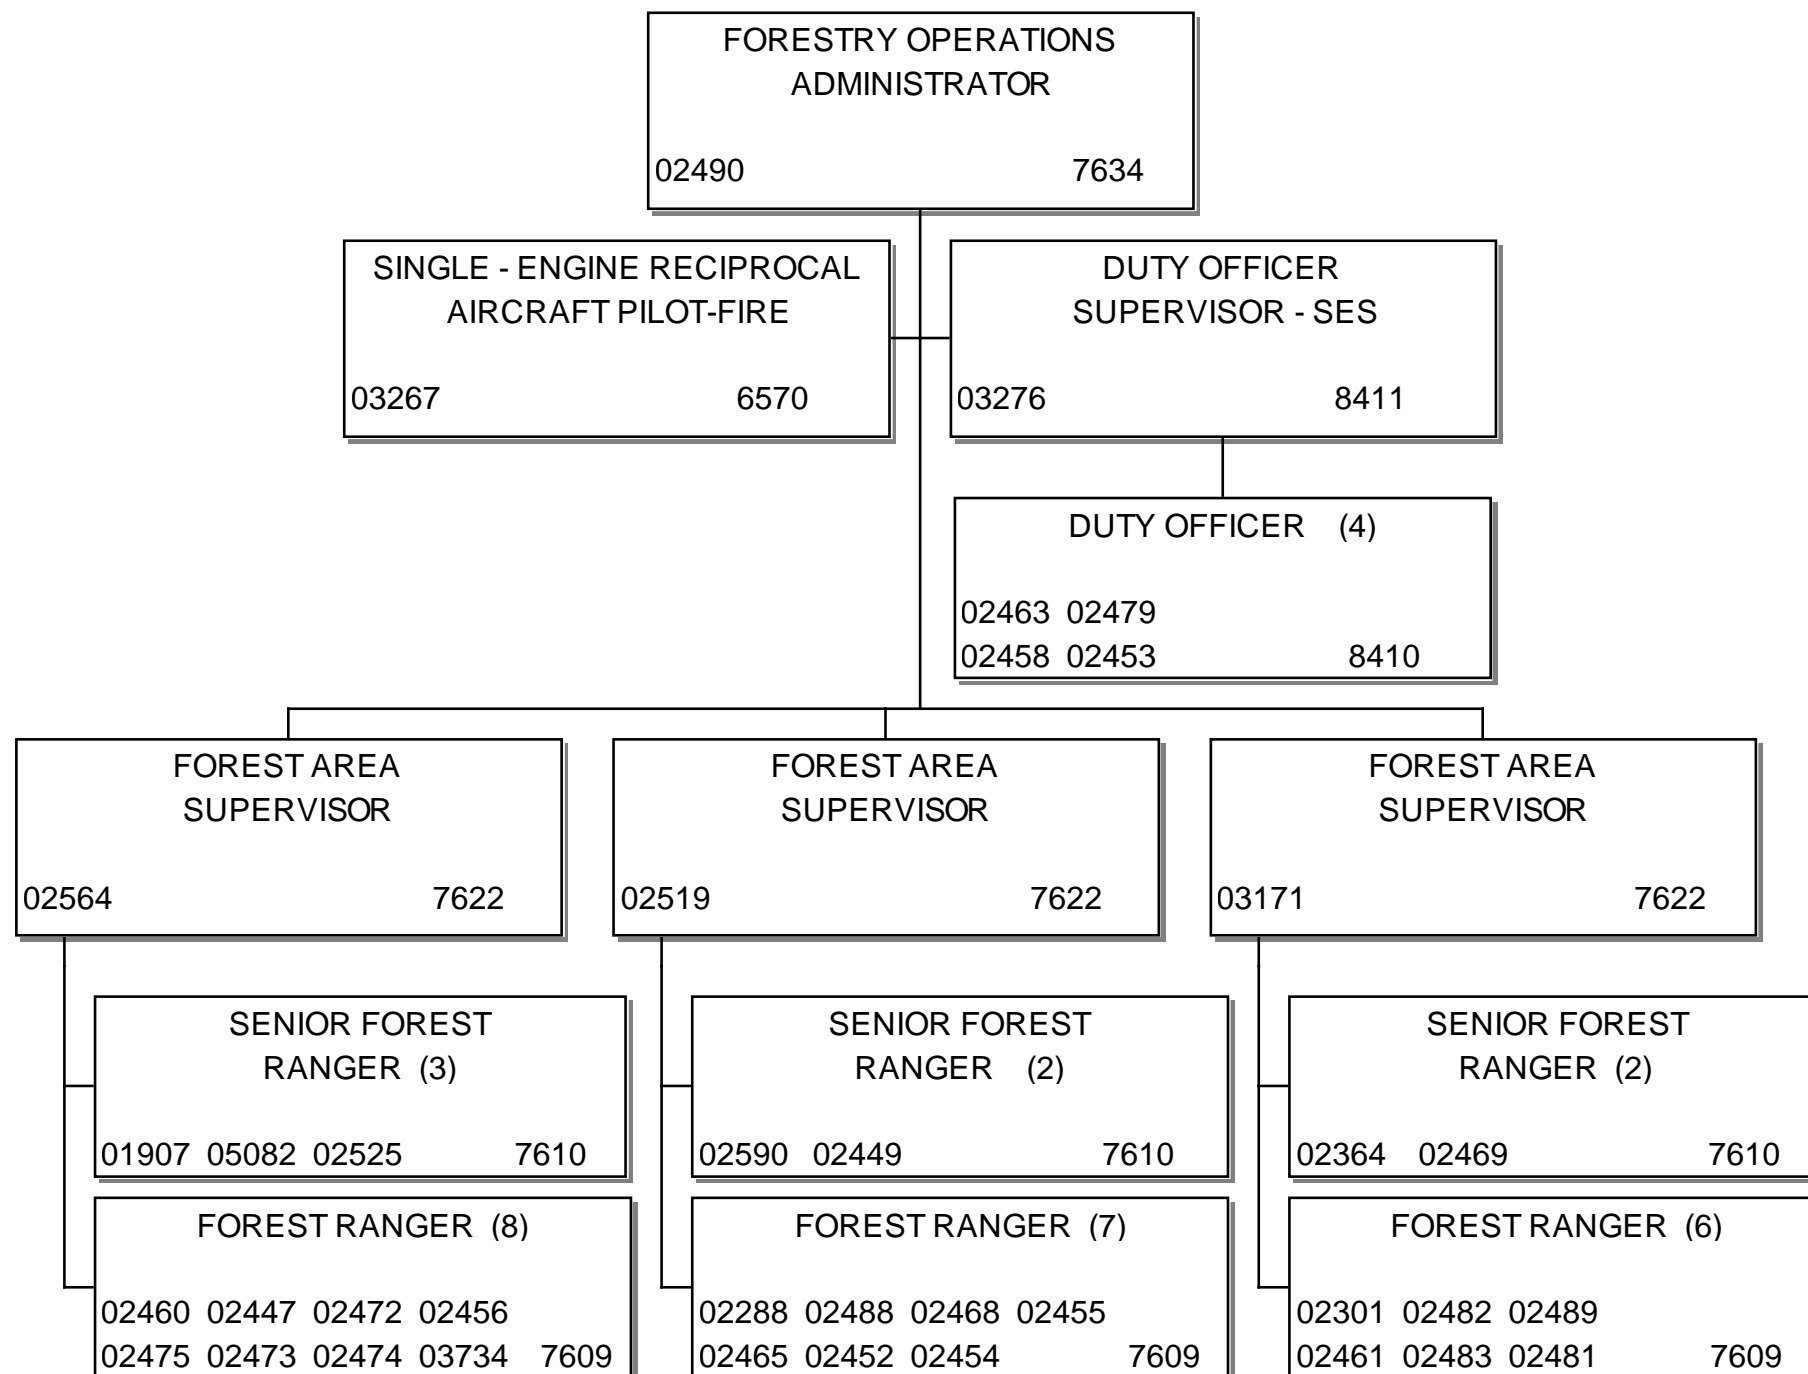 FORESTRY OPERATIONS
ADMINISTRATOR
02490 7634
SINGLE - ENGINE RECIPROCAL
AIRCRAFT PILOT-FIRE
03267 6570
DUTY OFFICER
SUPERVISOR - SES
03276 8411
DUTY OFFICER (4)
02463 02479
02458 02453 8410
FOREST AREA
SUPERVISOR
02564 7622
FOREST AREA
SUPERVISOR
02519 7622
FOREST AREA
SUPERVISOR
03171 7622
SENIOR FOREST
RANGER (3)
01907 05082 02525 7610
FOREST RANGER (8)
02460 02447 02472 02456
02475 02473 02474 03734 7609
SENIOR FOREST
RANGER (2)
02590 02449 7610
FOREST RANGER (7)
02288 02488 02468 02455
02465 02452 02454 7609
SENIOR FOREST
RANGER (2)
02364 02469 7610
FOREST RANGER (6)
02301 02482 02489
02461 02483 02481 7609